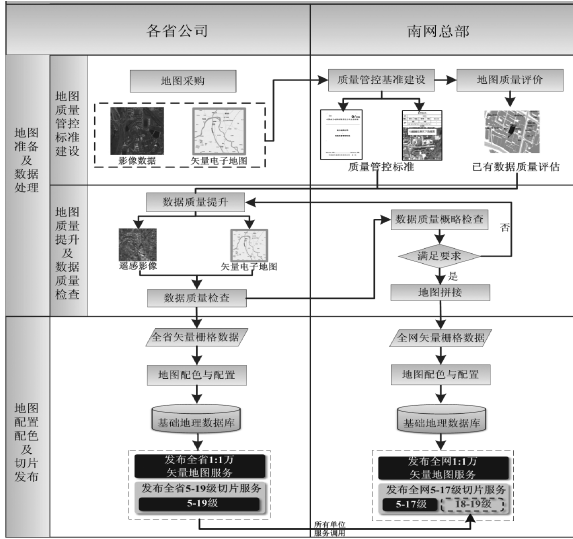 各省公司
南网总部
地图
准备
及
数据
处理
地图
质量
管控
标准
建设
地图采购
影像数据
矢量电子地图
质量管控基准建设
地图质量评价
质量管控标准
已有数据质量评估
地图
质量
提升
及
数据
质量
检查
数据质量提升
遥感影像
矢量电子地图
数据质量检查
数据质量概略检查
否
满足要求
是
地图拼接
地图
配置
配色
及
切片
发布
全省矢量栅格数据
地图配色与配置
基础地理数据库
发布全省1:1万
矢量地图服务
发布全省5-19级切片服务
5-19级
全网矢量栅格数据
地图配色与配置
基础地理数据库
发布全网1:1万
矢量地图服务
发布全网5-17级切片服务
5-17级
18-19级
所有单位
服务调用